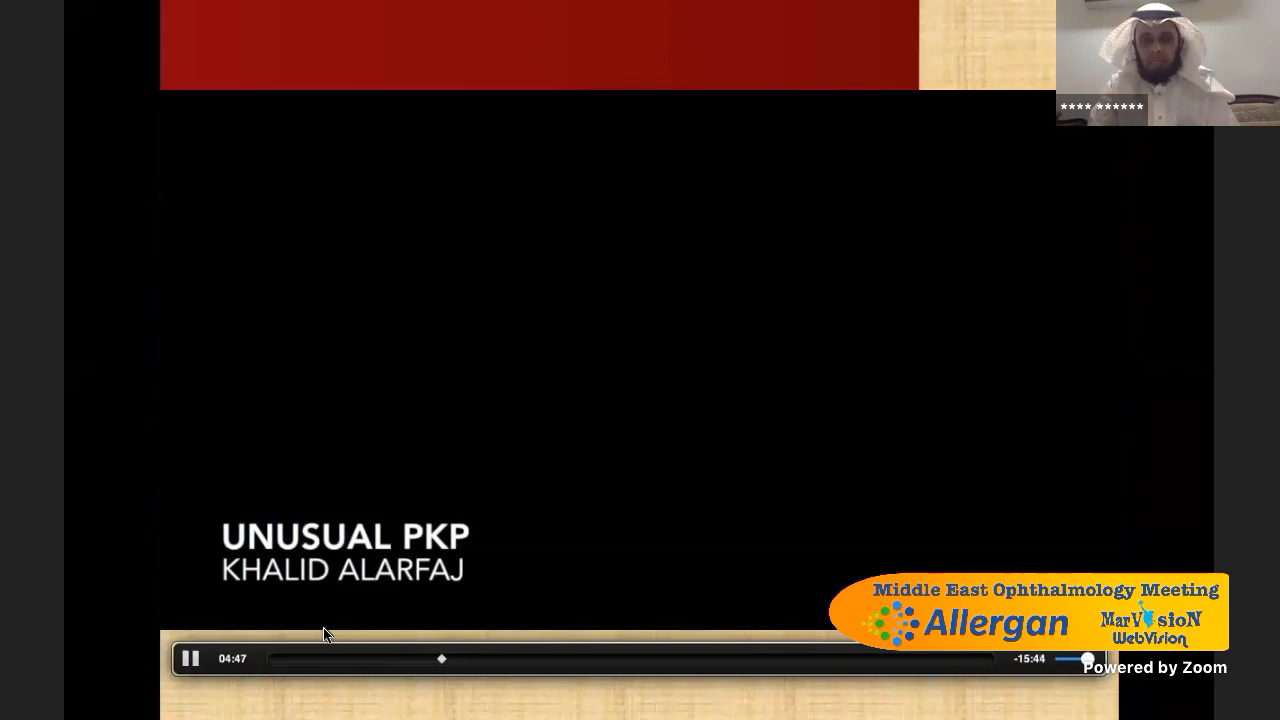 **** ******
UNUSUAL PKP
KHALID ALARFAJ
Middle East Ophthalmology Meeting
Allergan
MarVisioN
WebVision
04:47
-15:44
Powered by Zoom